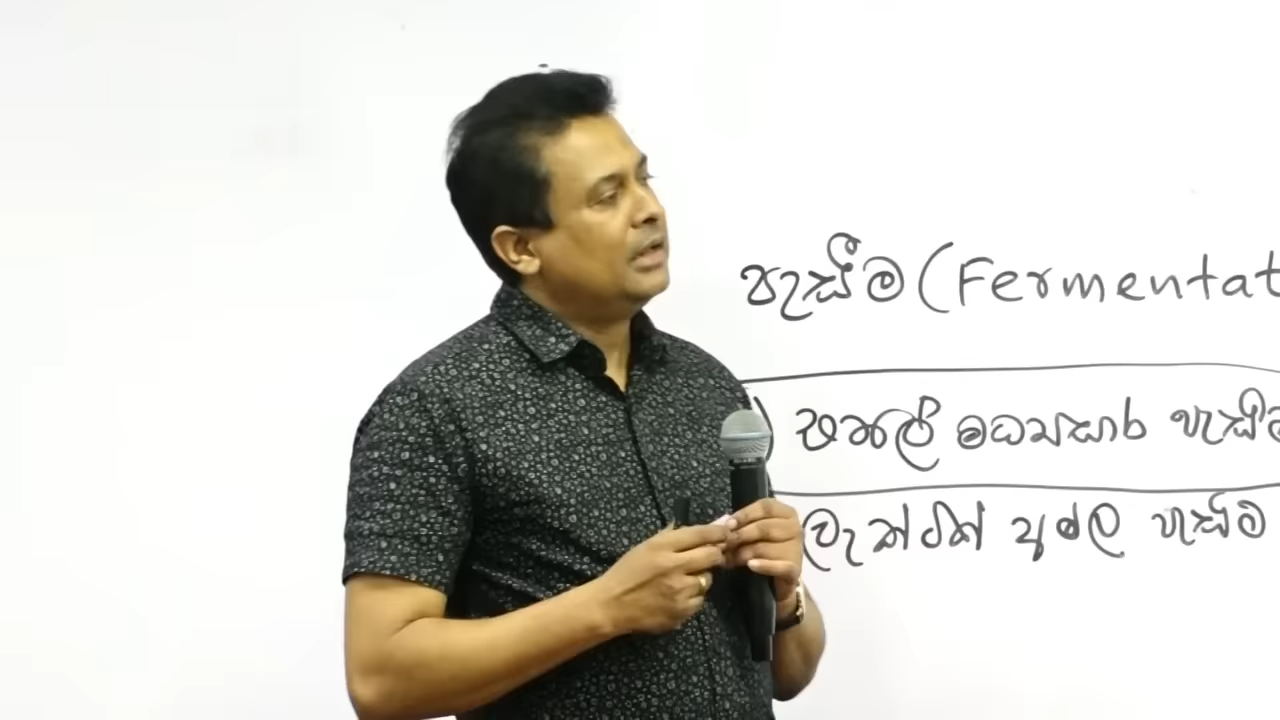 පැසීම (Fermentat
) එතිල් මධ්‍යසාර පැසීම
ලැක්ටික් අම්ල පැසීම